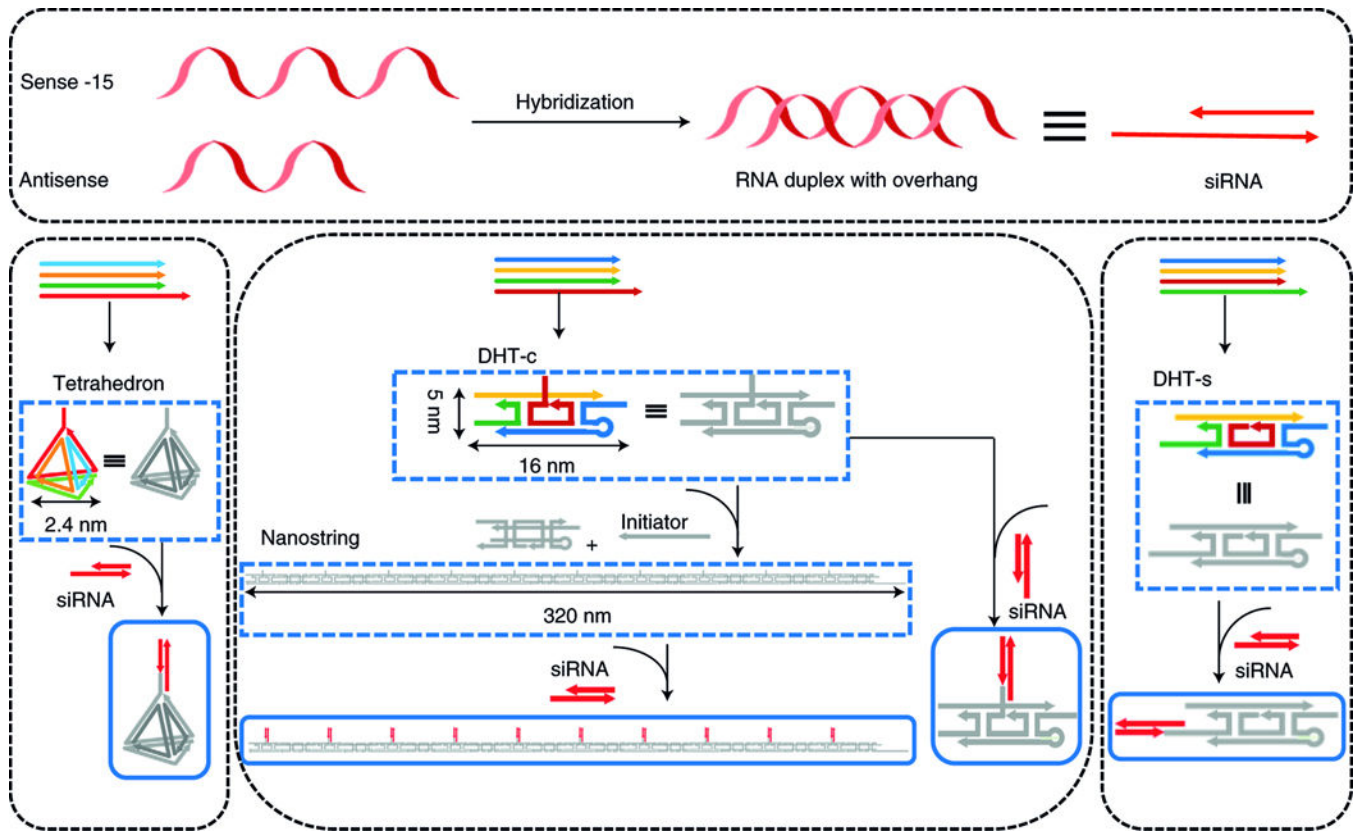 Sense -15
Hybridization
Antisense
RNA duplex with overhang
siRNA
Tetrahedron
2.4 nm
siRNA
DHT-c
5 nm
16 nm
Nanostring
+
Initiator
320 nm
siRNA
siRNA
DHT-s
siRNA